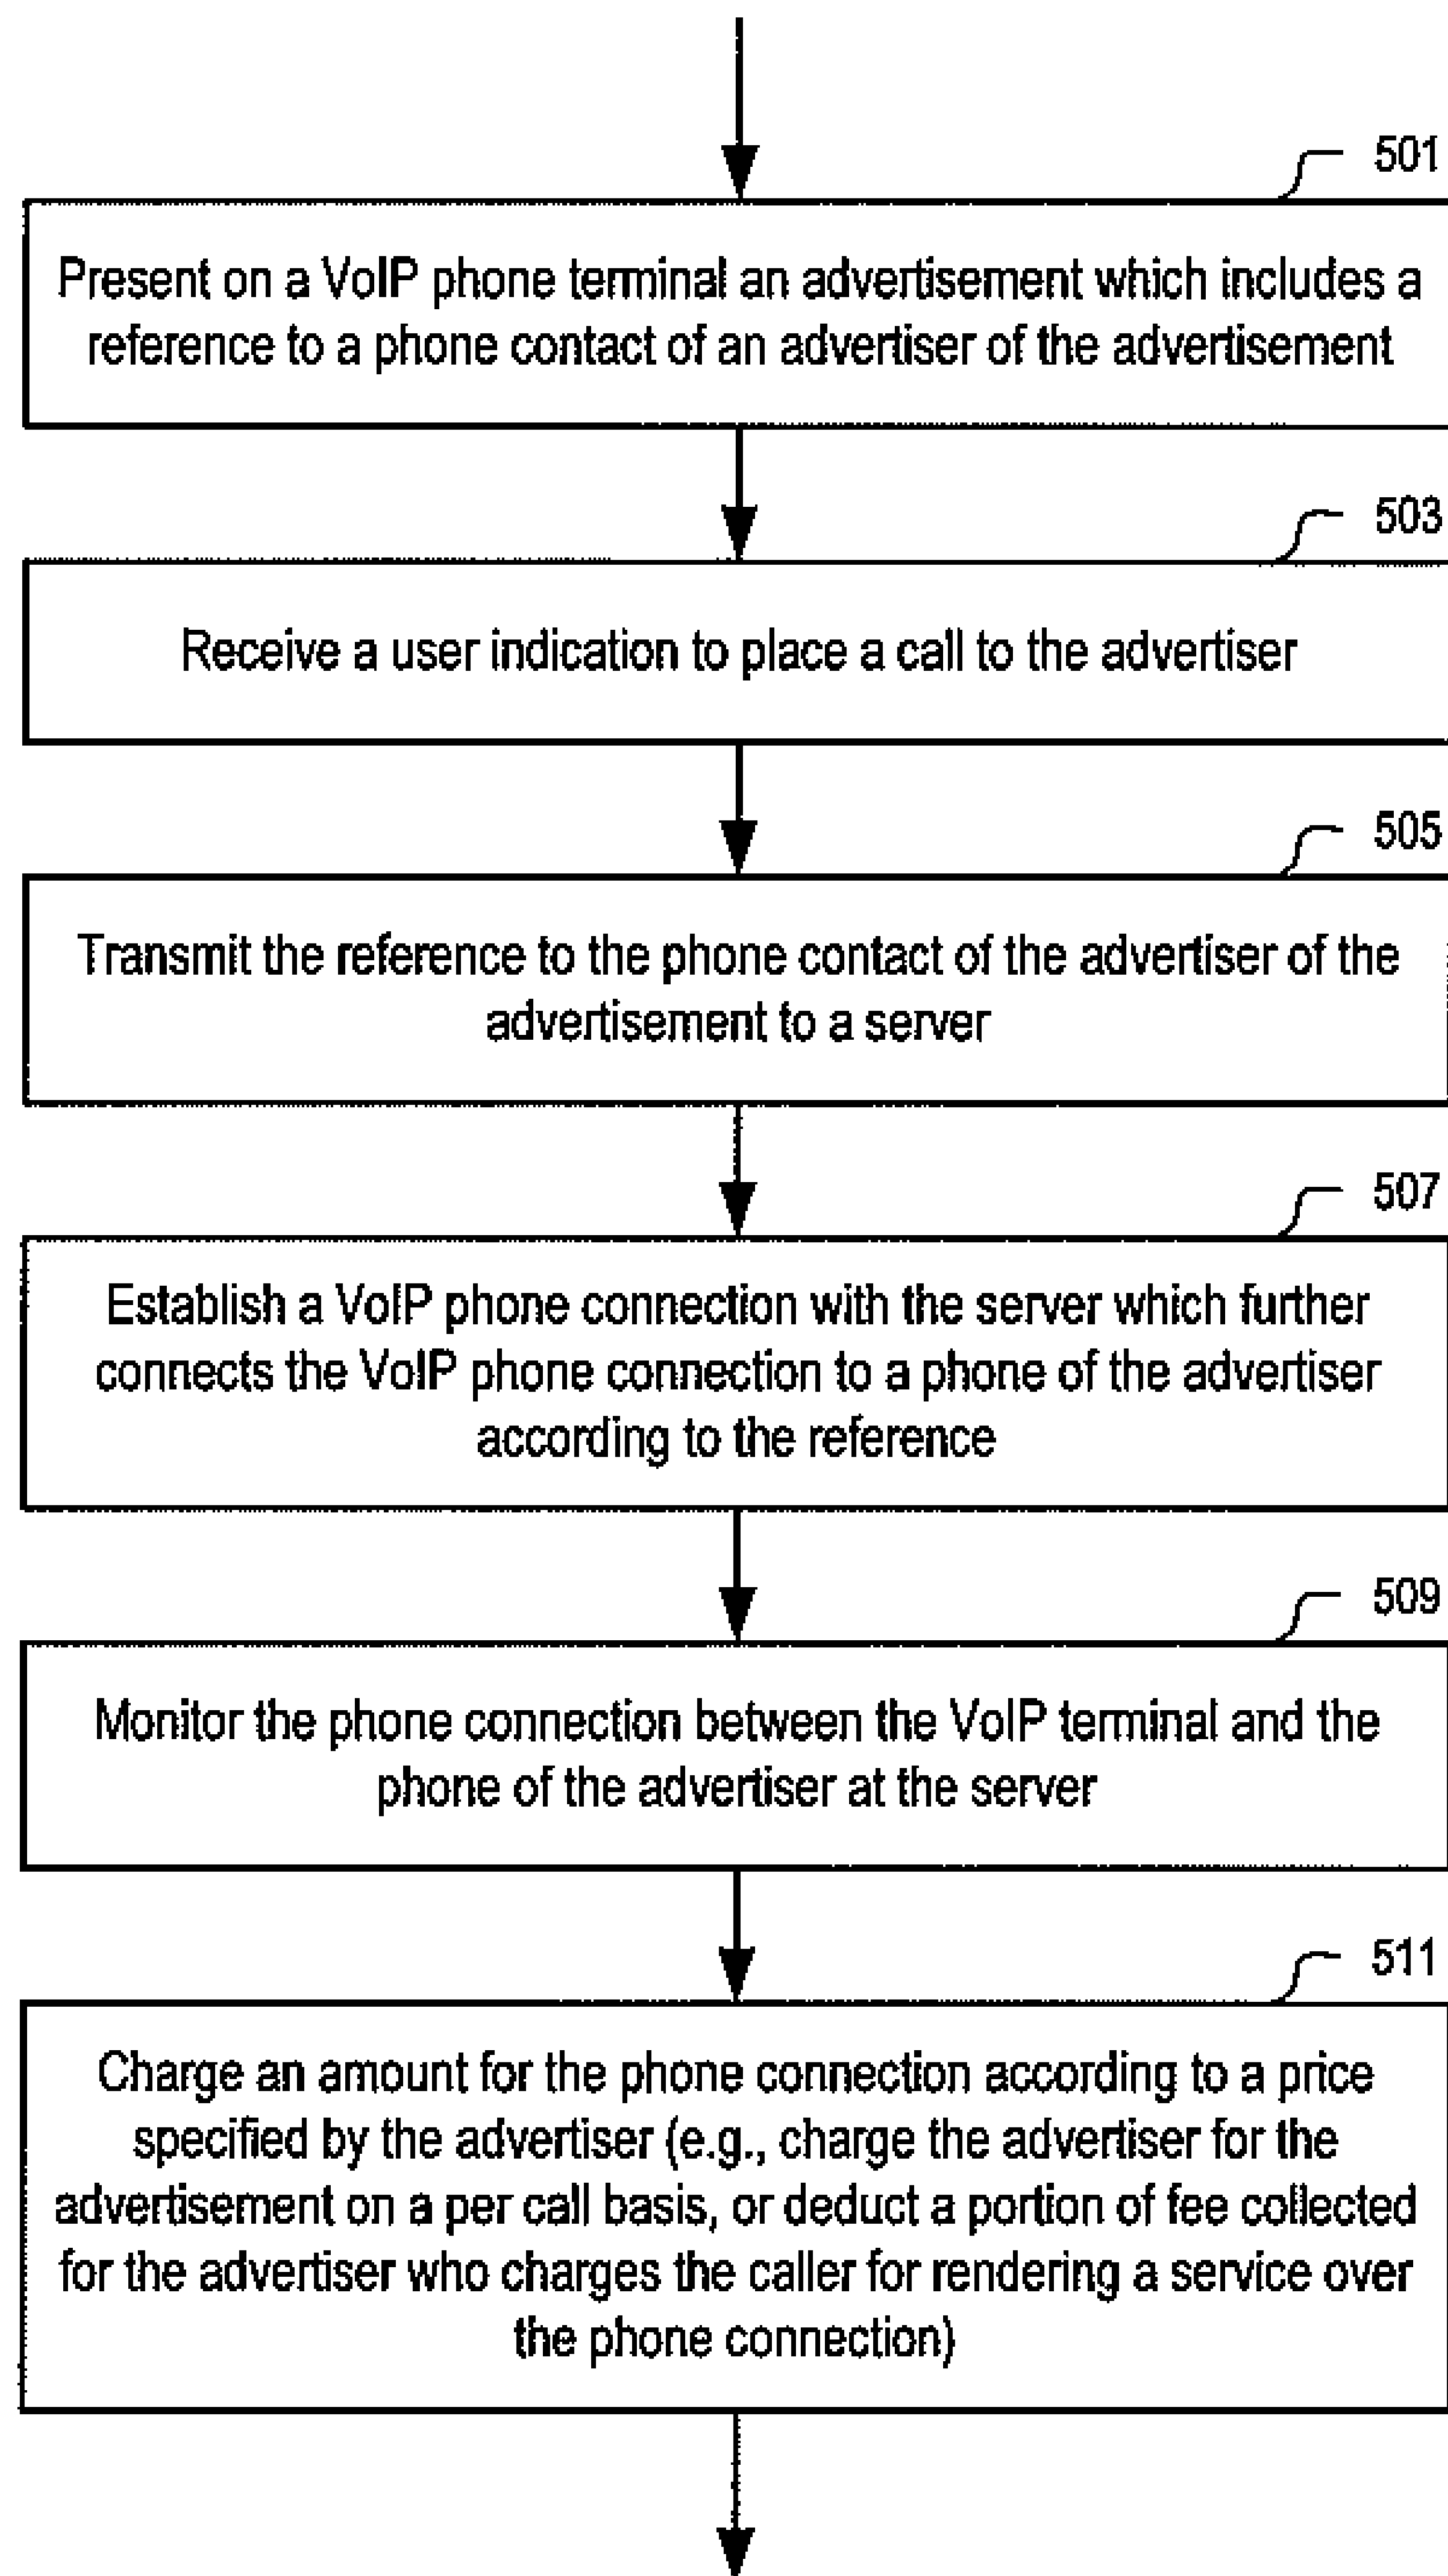 501
Present on a VoIP phone terminal an advertisement which includes a
reference to a phone contact of an advertiser of the advertisement
503
Receive a user indication to place a call to the advertiser
505
Transmit the reference to the phone contact of the advertiser of the
advertisement to a server
507
Establish a VoIP phone connection with the server which further
connects the VoIP phone connection to a phone of the advertiser
according to the reference
509
Monitor the phone connection between the VoIP terminal and the
phone of the advertiser at the server
511
Charge an amount for the phone connection according to a price
specified by the advertiser (e.g., charge the advertiser for the
advertisement on a per call basis, or deduct a portion of fee collected
for the advertiser who charges the caller for rendering a service over
the phone connection)